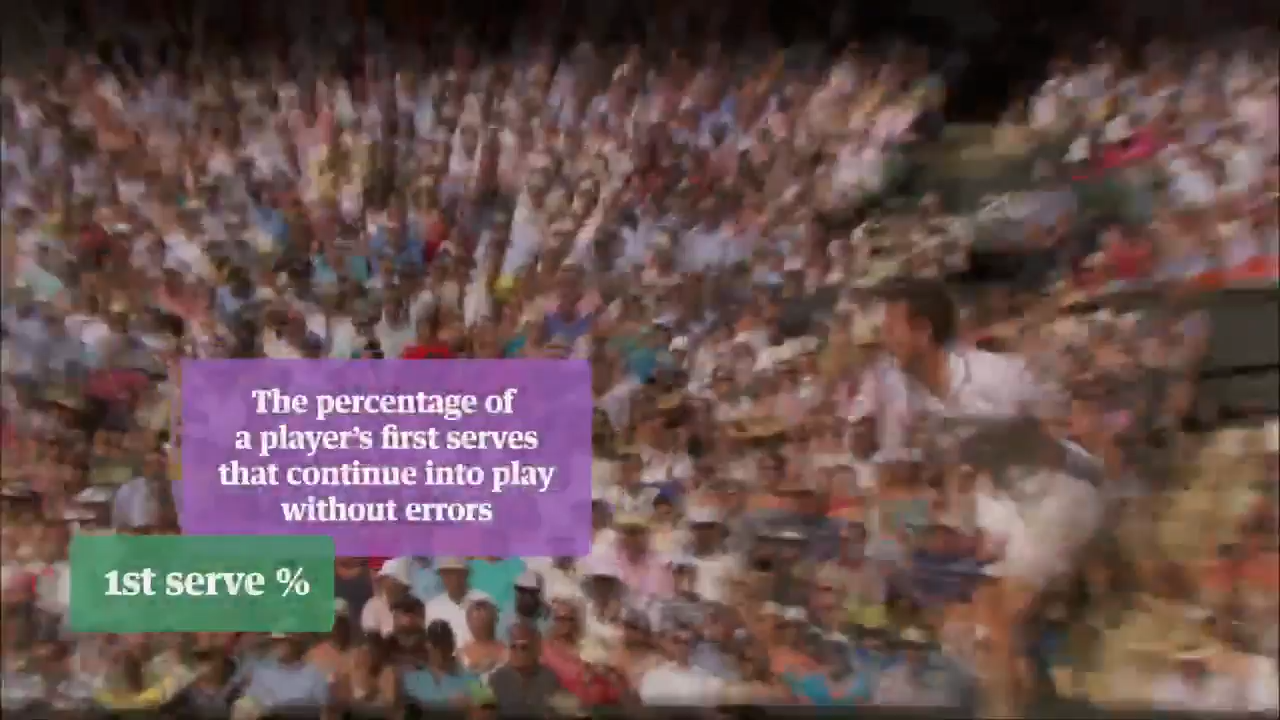 The percentage of
a player’s first serves
that continue into play
without errors
1st serve %